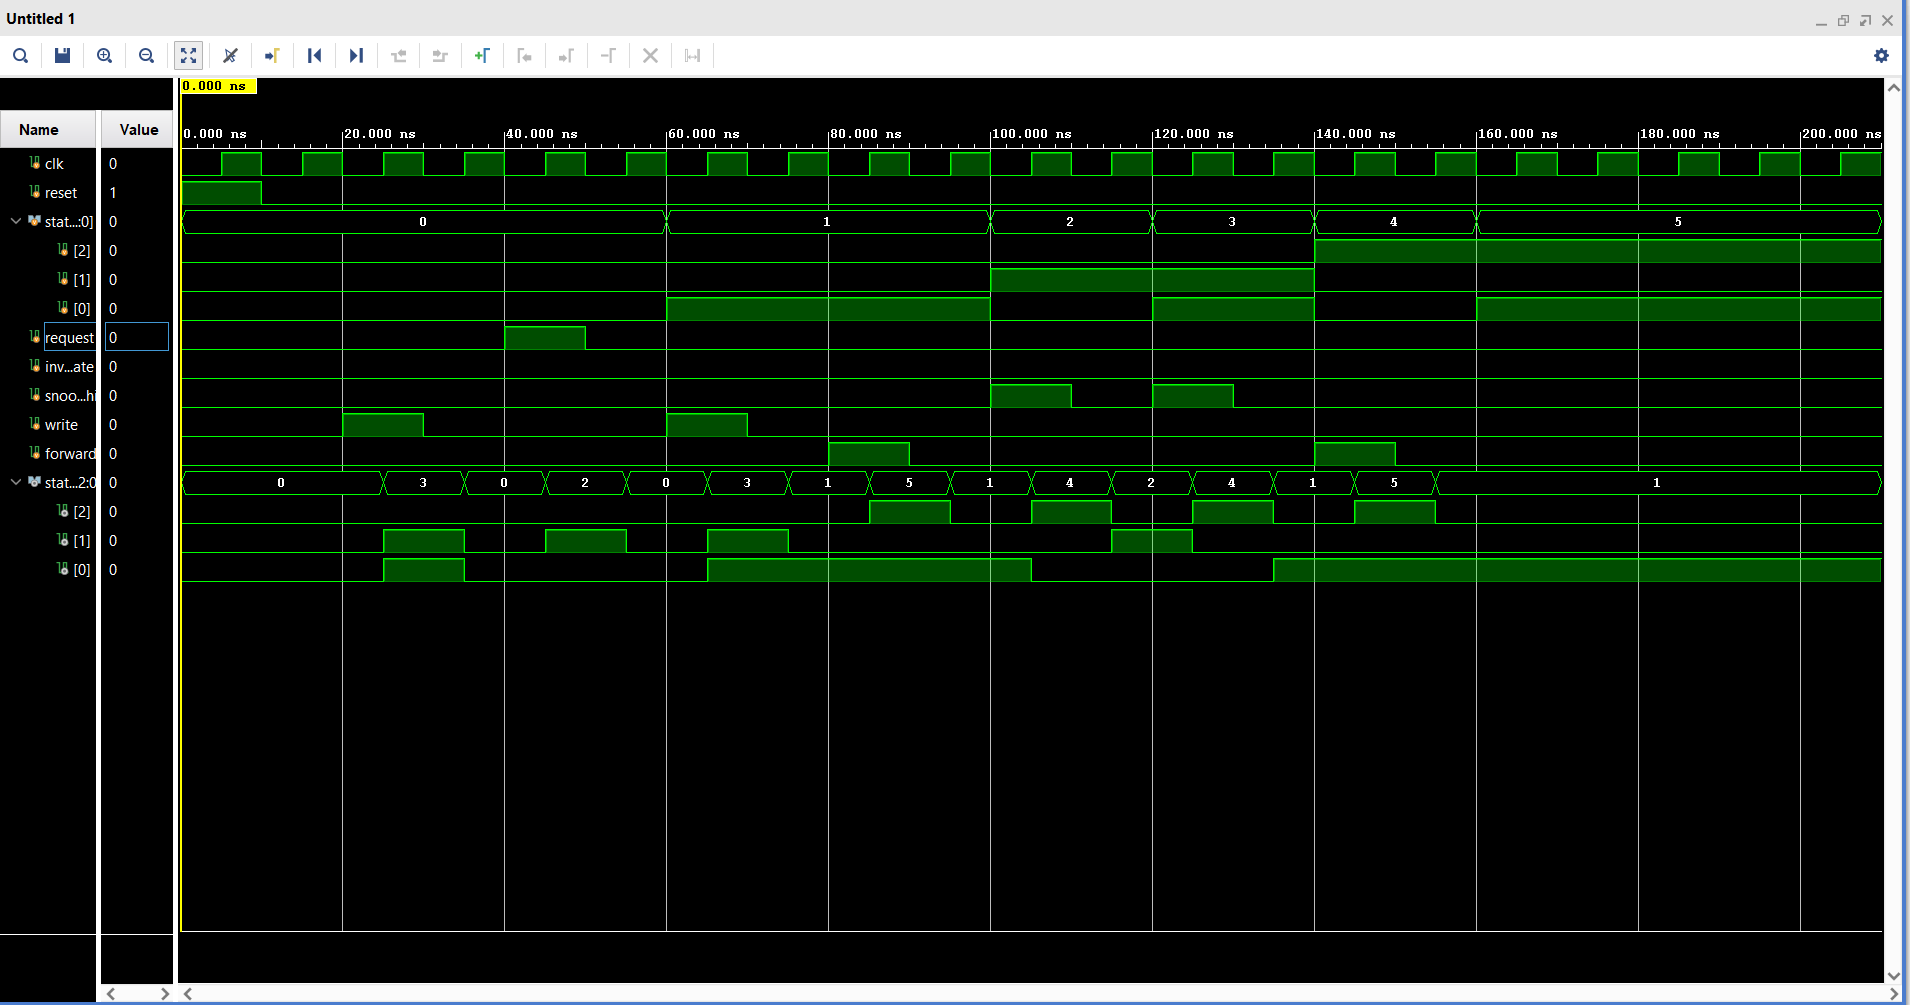 Untitled 1
0.000 ns
Name Value
0.000 ns 20.000 ns 40.000 ns 60.000 ns 80.000 ns 100.000 ns 120.000 ns 140.000 ns 160.000 ns 180.000 ns 200.000 ns
clk 0
reset 1
stat...:0] 0 0 1 2 3 4 5
[2] 0
[1] 0
[0] 0
request 0
inv...ate 0
snoo...hi 0
write 0
forward 0
stat...2:0 0 0 3 0 2 0 3 1 5 1 4 2 4 1 5 1
[2] 0
[1] 0
[0] 0